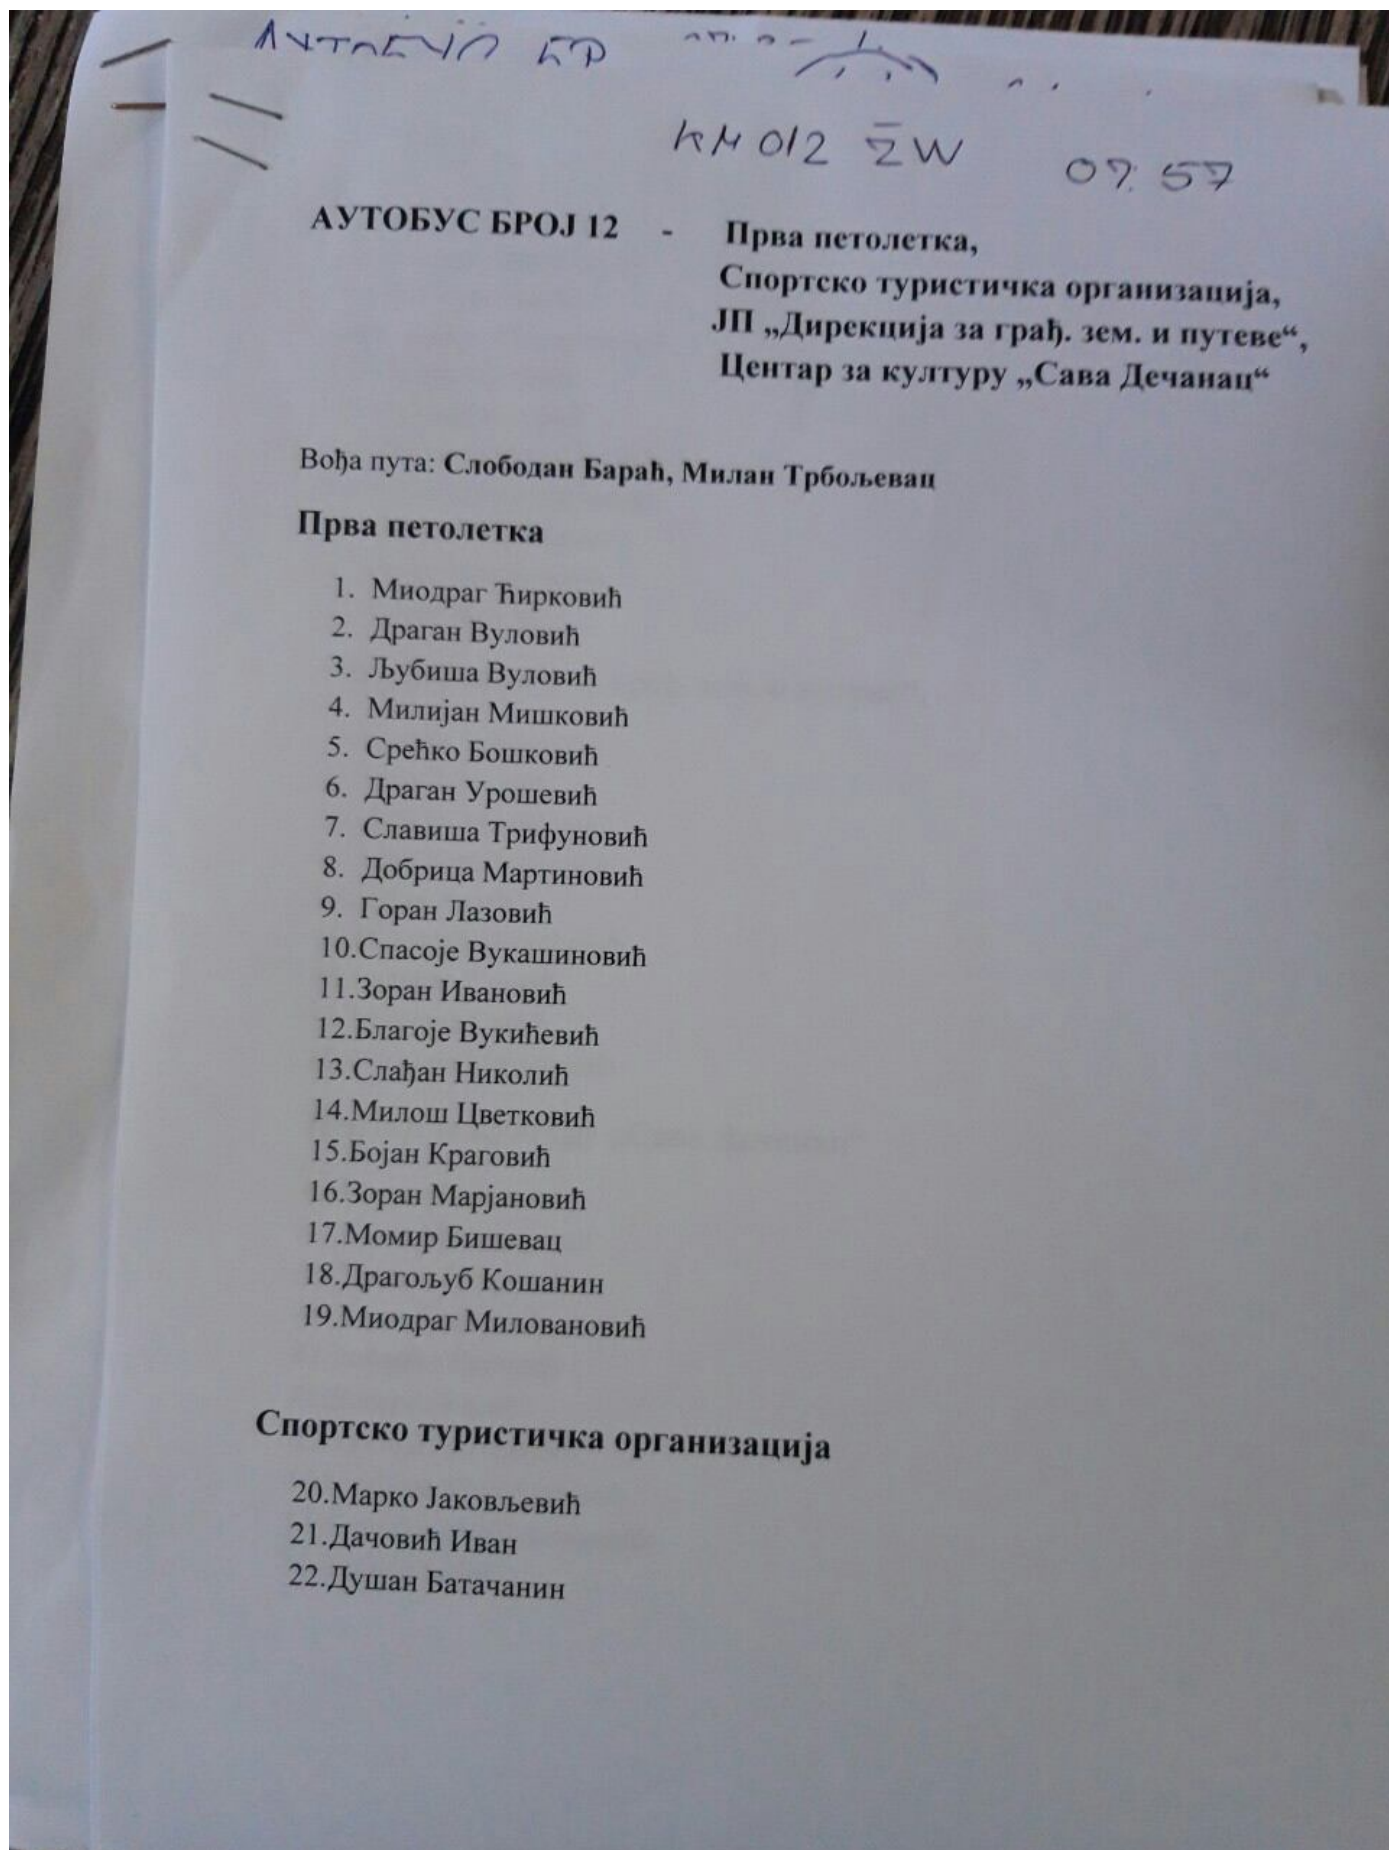 КМ 012 ŽW 07:57
АУТОБУС БРОЈ 12 - Прва петолетка,
Спортско туристичка организација,
ЈП „Дирекција за грађ. зем. и путеве“,
Центар за културу „Сава Дечанац“
Вођа пута: Слободан Бараћ, Милан Трбољевац
Прва петолетка
1. Миодраг Ћирковић
2. Драган Вуловић
3. Љубиша Вуловић
4. Милијан Мишковић
5. Срећко Бошковић
6. Драган Урошевић
7. Славиша Трифуновић
8. Добрица Мартиновић
9. Горан Лазовић
10.Спасоје Вукашиновић
11.Зоран Ивановић
12.Благоје Вукићевић
13.Слађан Николић
14.Милош Цветковић
15.Бојан Краговић
16.Зоран Марјановић
17.Момир Бишевац
18.Драгољуб Кошанин
19.Миодраг Миловановић
Спортско туристичка организација
20.Марко Јаковљевић
21.Дачовић Иван
22.Душан Батачанин